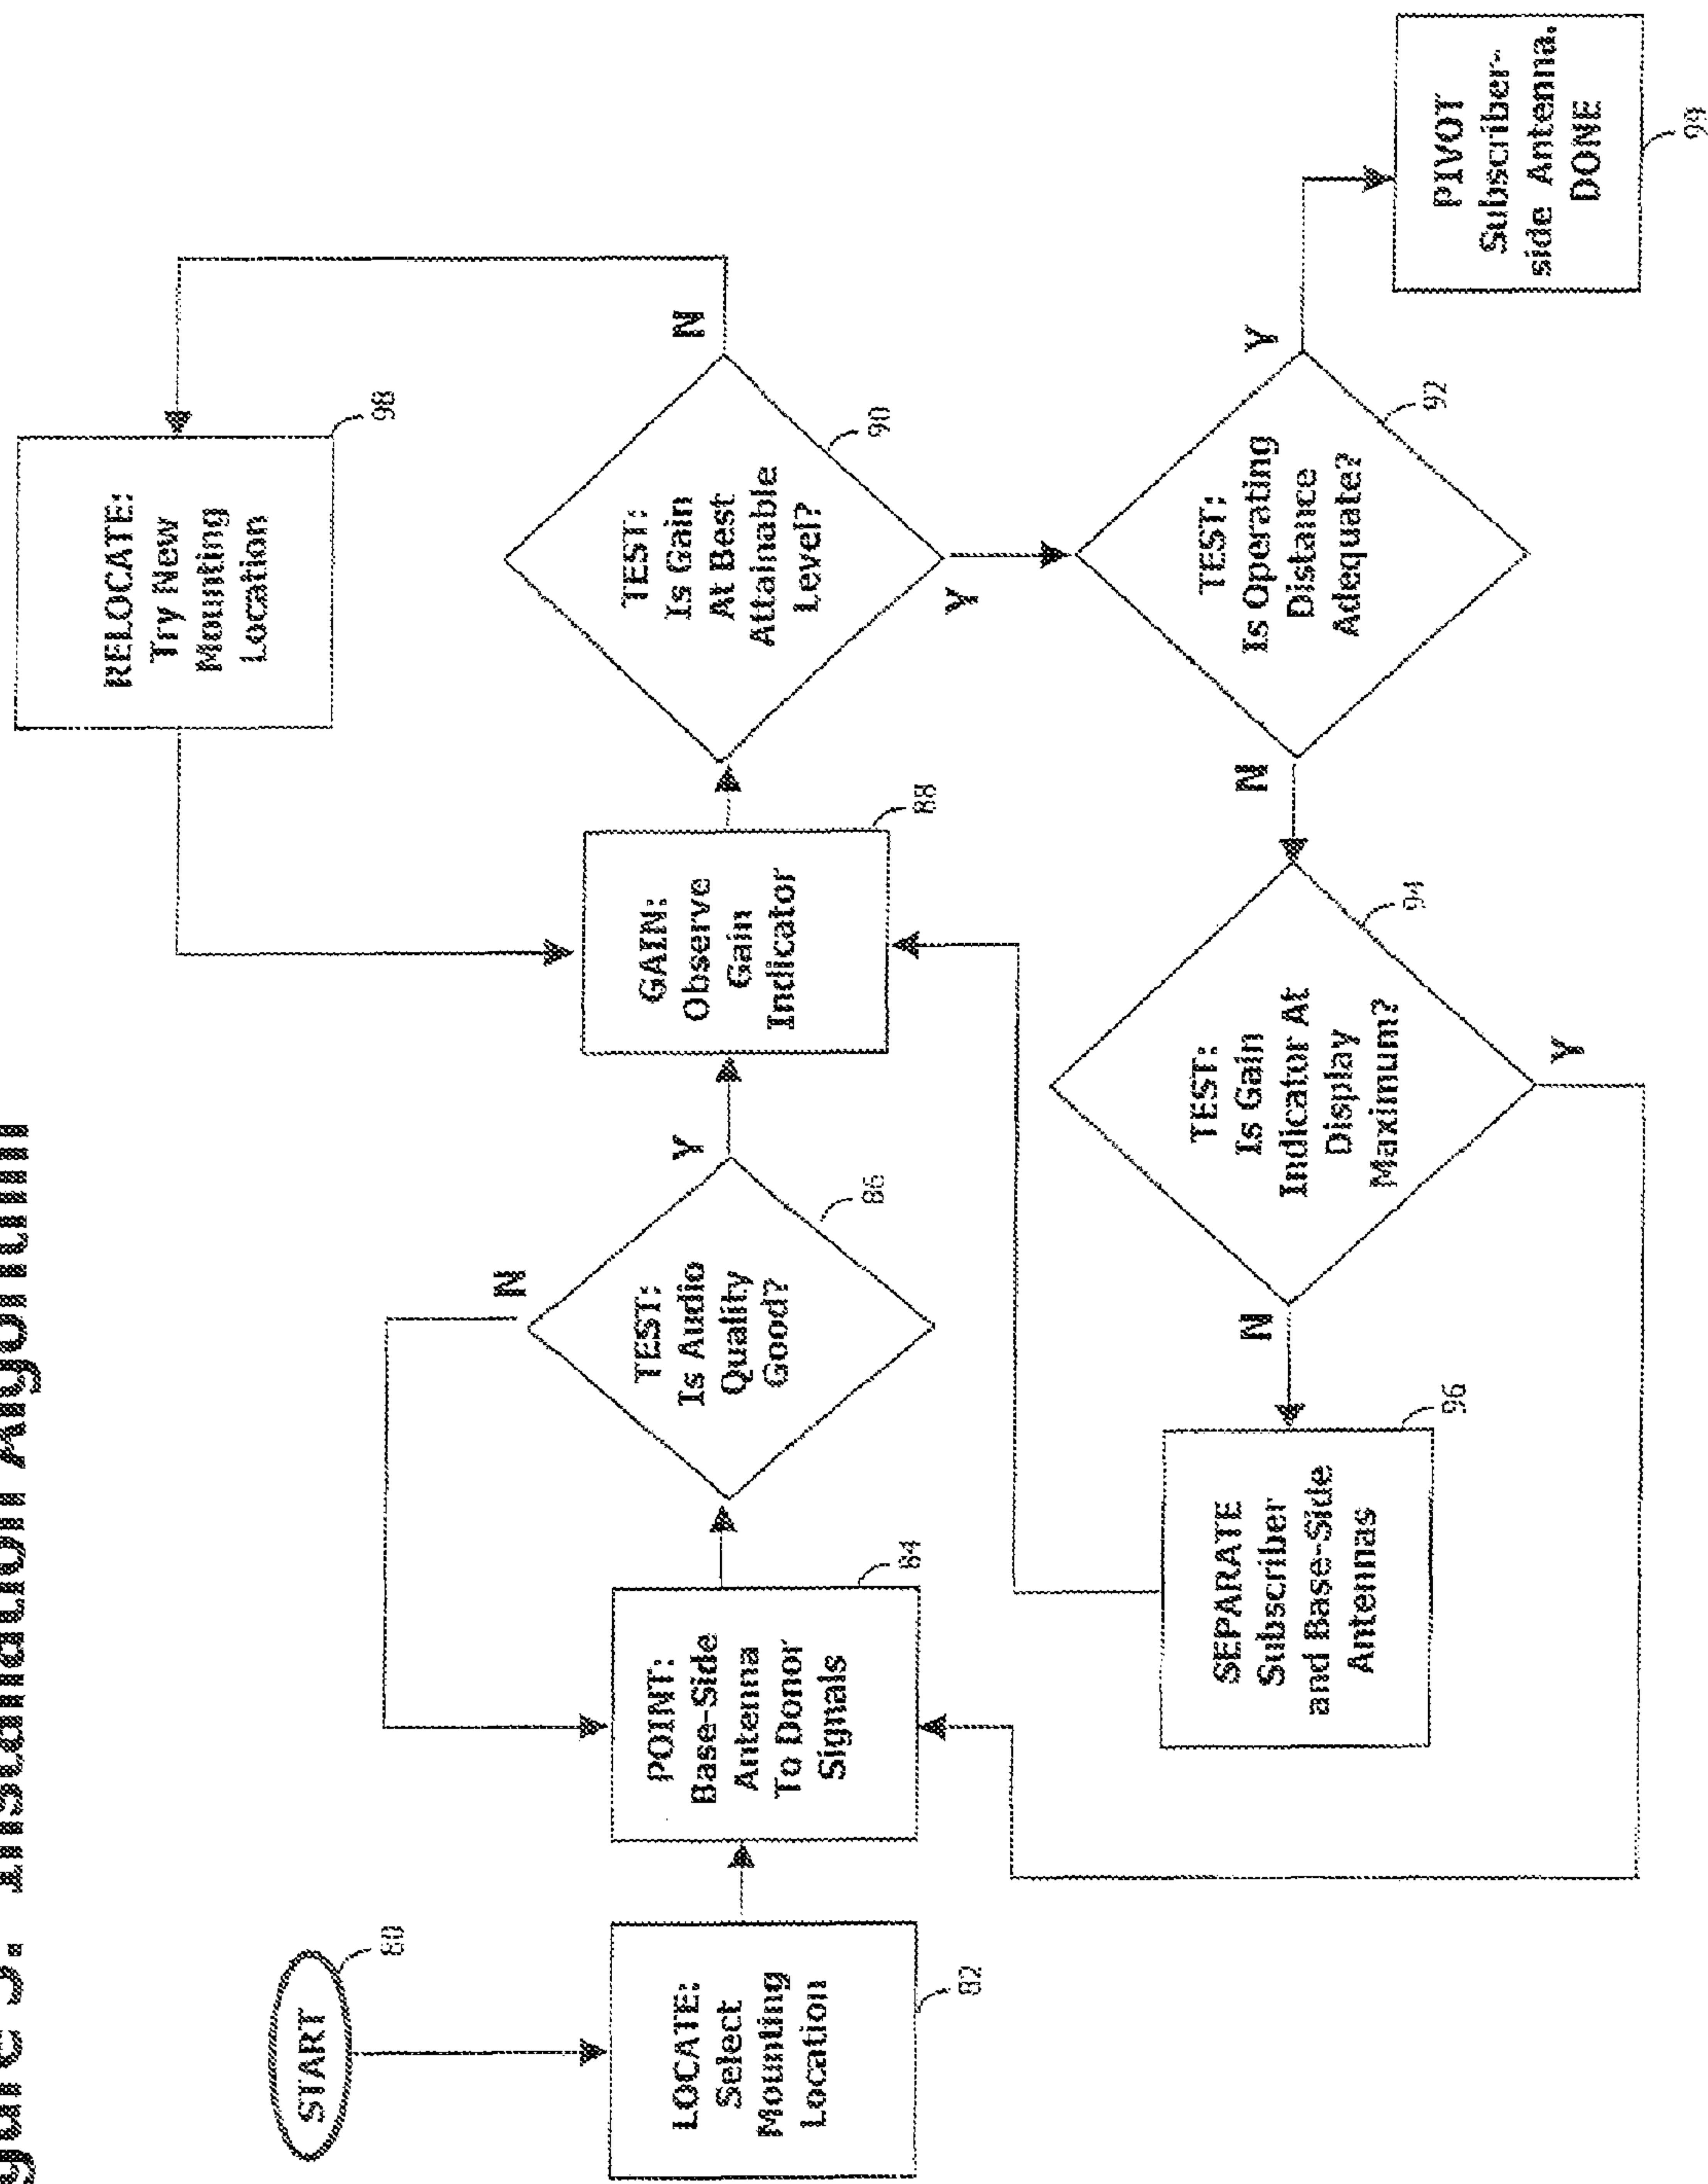 Installation Algorithm
START
80
LOCATE:
Select
Mounting
Location
82
POINT:
Base-Side
Antenna
To Donor
Signals
84
TEST:
Is Audio
Quality
Good?
86
N
Y
GAIN:
Observe
Gain
Indicator
88
TEST:
Is Gain
At Best
Attainable
Level?
90
N
Y
RELOCATE:
Try New
Mounting
Location
98
TEST:
Is Operating
Distance
Adequate?
92
N
Y
TEST:
Is Gain
Indicator At
Display
Maximum?
94
N
Y
SEPARATE
Subscriber
and Base-Side
Antennas
96
PIVOT
Subscriber-
side Antenna.
DONE
99